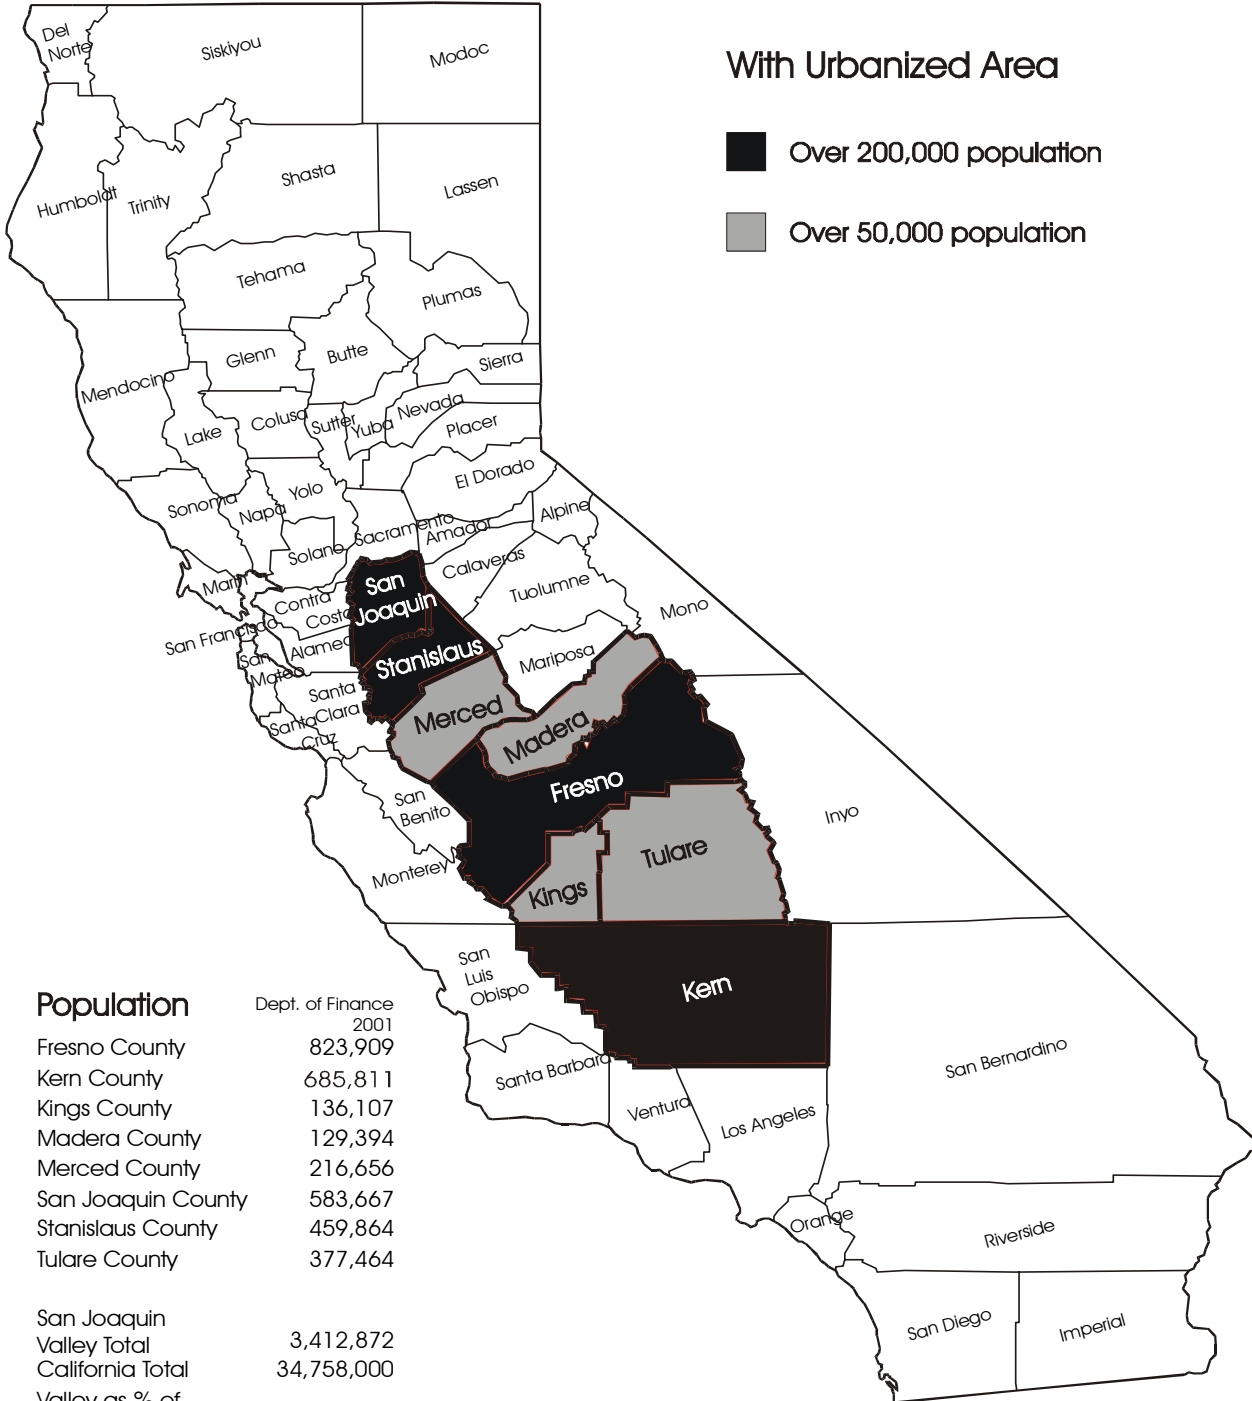 Del
Norte
Siskiyou
Modoc
With Urbanized Area
Over 200,000 population
Over 50,000 population
Humboldt
Trinity
Shasta
Lassen
Tehama
Plumas
Glenn
Butte
Sierra
Mendocino
Lake
Colusa
Sutter
Yuba
Nevada
Placer
El Dorado
Sonoma
Napa
Yolo
Sacramento
Amador
Alpine
Solano
Calaveras
Tuolumne
Marin
Contra
Costa
San
Joaquin
Mono
San Francisco
Alameda
San
Mateo
Stanislaus
Mariposa
Santa
Clara
Santa
Cruz
Merced
Madera
Fresno
San
Benito
Inyo
Monterey
Kings
Tulare
San
Luis
Obispo
Kern
Santa Barbara
Ventura
Los Angeles
San Bernardino
Orange
Riverside
San Diego
Imperial
Population Dept. of Finance
2001
Fresno County 823,909
Kern County 685,811
Kings County 136,107
Madera County 129,394
Merced County 216,656
San Joaquin County 583,667
Stanislaus County 459,864
Tulare County 377,464
San Joaquin
Valley Total 3,412,872
California Total 34,758,000
Valley as % of